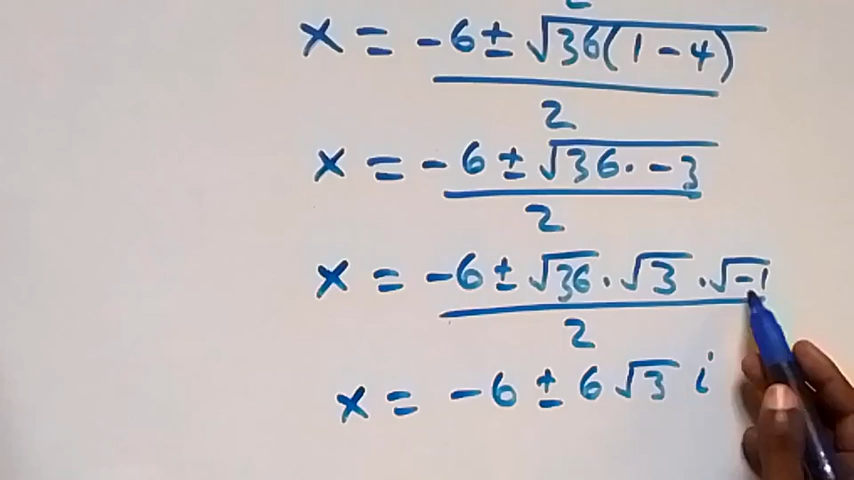 x = -6 ± √36(1-4)
2
x = -6 ± √36·-3
2
x = -6 ± √36·√3·√-1
2
x = -6 ± 6√3 i